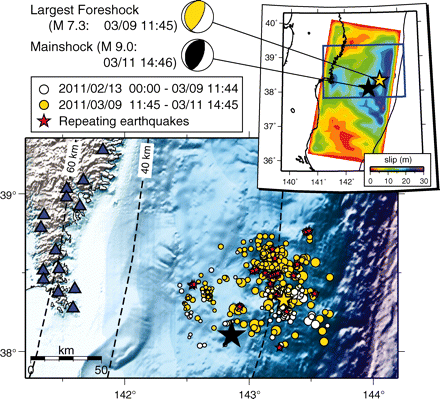 Largest Foreshock
(M 7.3: 03/09 11:45)
Mainshock (M 9.0:
03/11 14:46)
2011/02/13 00:00 - 03/09 11:44
2011/03/09 11:45 - 03/11 14:45
Repeating earthquakes
40˚
39˚
38˚
37˚
36˚
140˚ 141˚ 142˚
slip (m)
0 10 20 30
60 km
40 km
39°
38°
km
0 50
142° 143° 144°